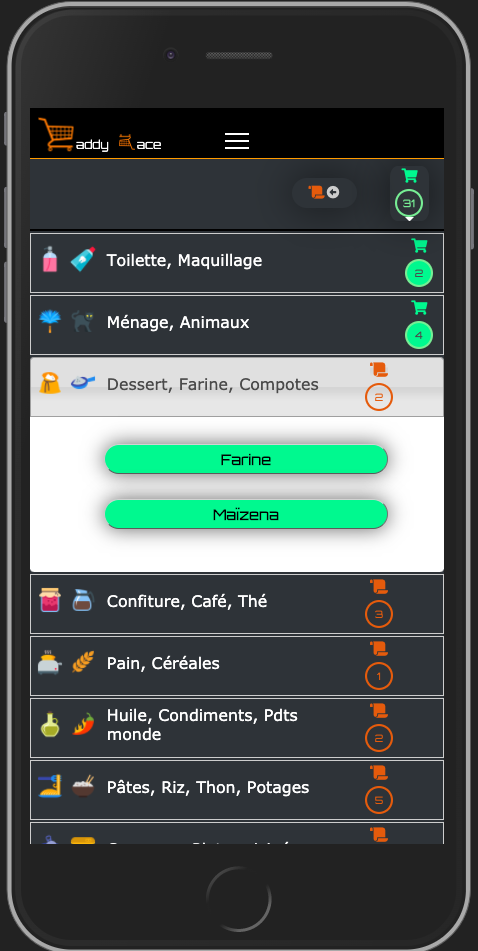 addy ace
31
Toilette, Maquillage
2
Ménage, Animaux
4
Dessert, Farine, Compotes
2
Farine
Maïzena
Confiture, Café, Thé
3
Pain, Céréales
1
Huile, Condiments, Pdts
monde
2
Pâtes, Riz, Thon, Potages
5